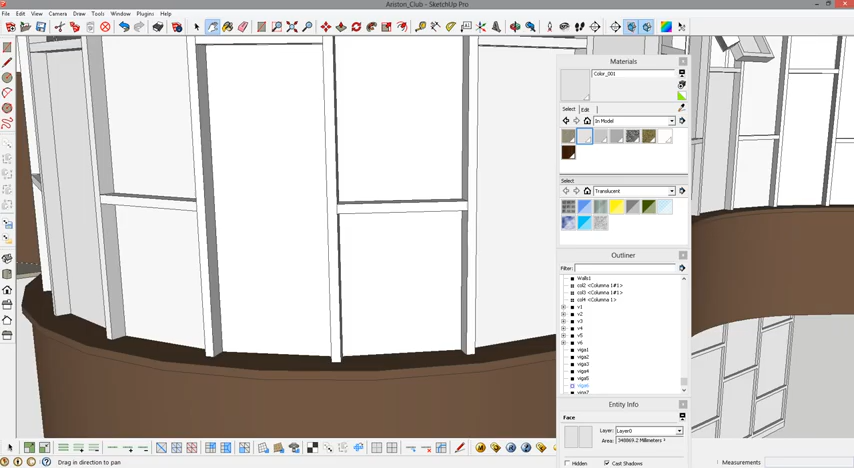 Ariston_Club - SketchUp Pro
Edit View Camera Draw Tools Window Plugins Help
Materials
Color_001
Select Edit
In Model
Select
Translucent
Outliner
Filter:
Walls1
col2 <Columna 1#1>
col3 <Columna 1#1>
col4 <Columna 1>
v1
v2
v3
v4
v5
v6
viga1
viga2
viga3
viga4
viga5
viga6
viga7
Entity Info
Face
Layer: Layer0
Area: 348869.2 Millimeters ²
Hidden Cast Shadows
Drag in direction to pan
Measurements